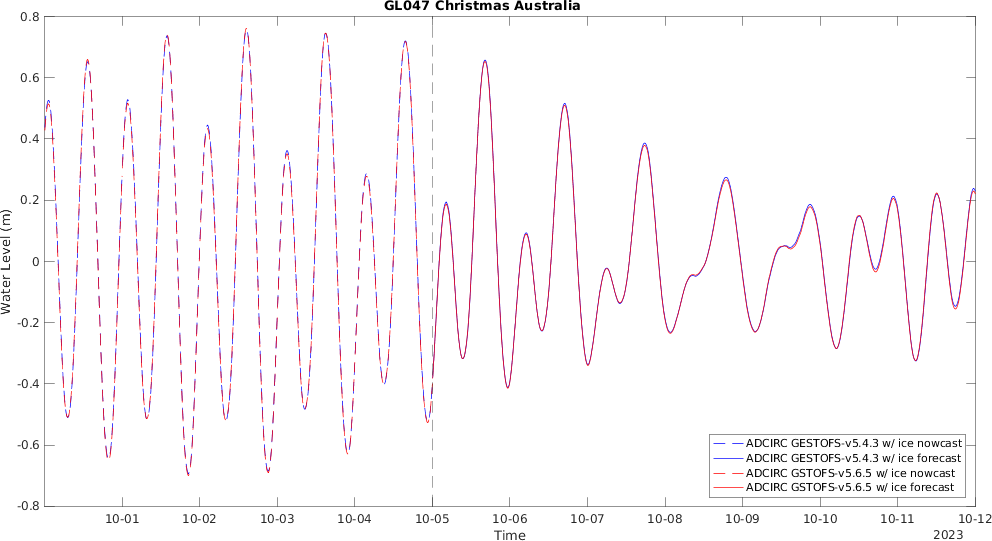 GL047 Christmas Australia
0.8
0.6
0.4
0.2
0
-0.2
-0.4
-0.6
-0.8
Water Level (m)
ADCIRC GESTOFS-v5.4.3 w/ ice nowcast
ADCIRC GESTOFS-v5.4.3 w/ ice forecast
ADCIRC GSTOFS-v5.6.5 w/ ice nowcast
ADCIRC GSTOFS-v5.6.5 w/ ice forecast
10-01 10-02 10-03 10-04 10-05 10-06 10-07 10-08 10-09 10-10 10-11 10-12
Time
2023